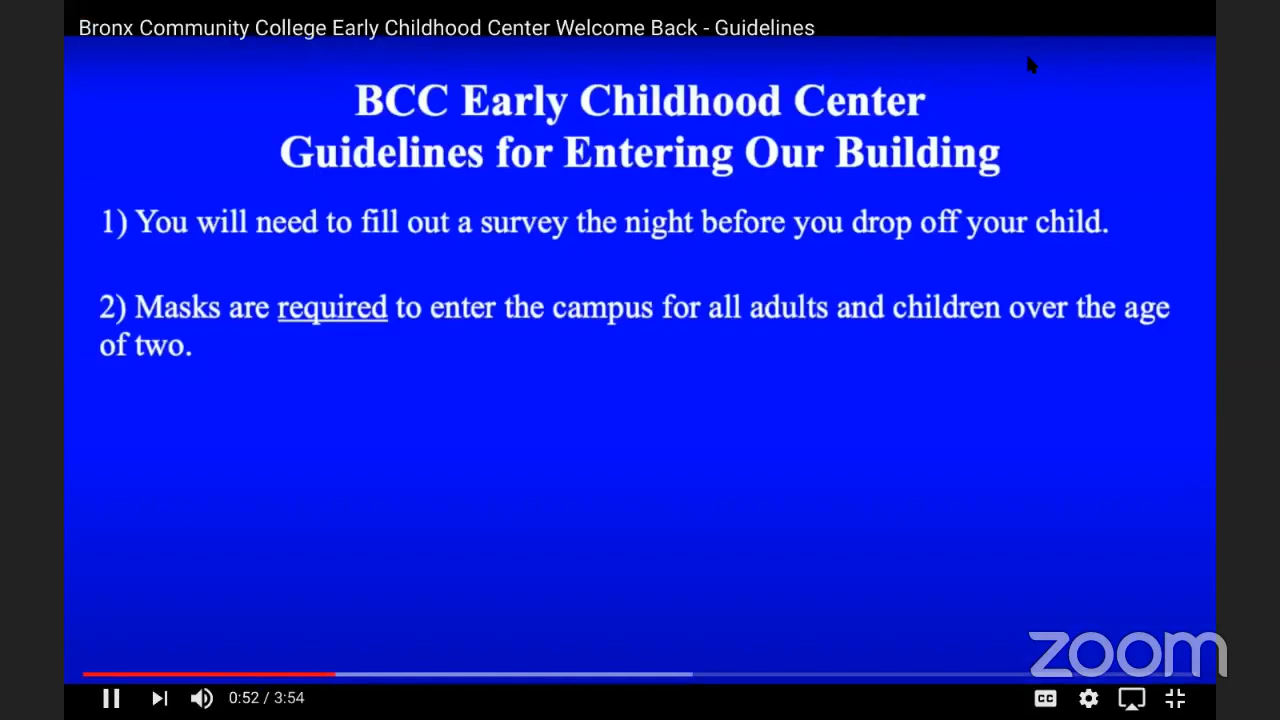 Bronx Community College Early Childhood Center Welcome Back - Guidelines
BCC Early Childhood Center
Guidelines for Entering Our Building
1) You will need to fill out a survey the night before you drop off your child.
2) Masks are required to enter the campus for all adults and children over the age
of two.
zoom
0:52 / 3:54
CC